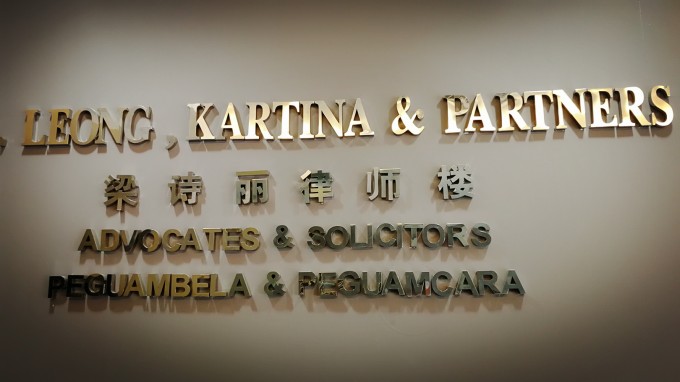 , LEONG, KARTINA & PARTNERS
梁诗丽律师楼
ADVOCATES & SOLICITORS
PEGUAMBELA & PEGUAMCARA